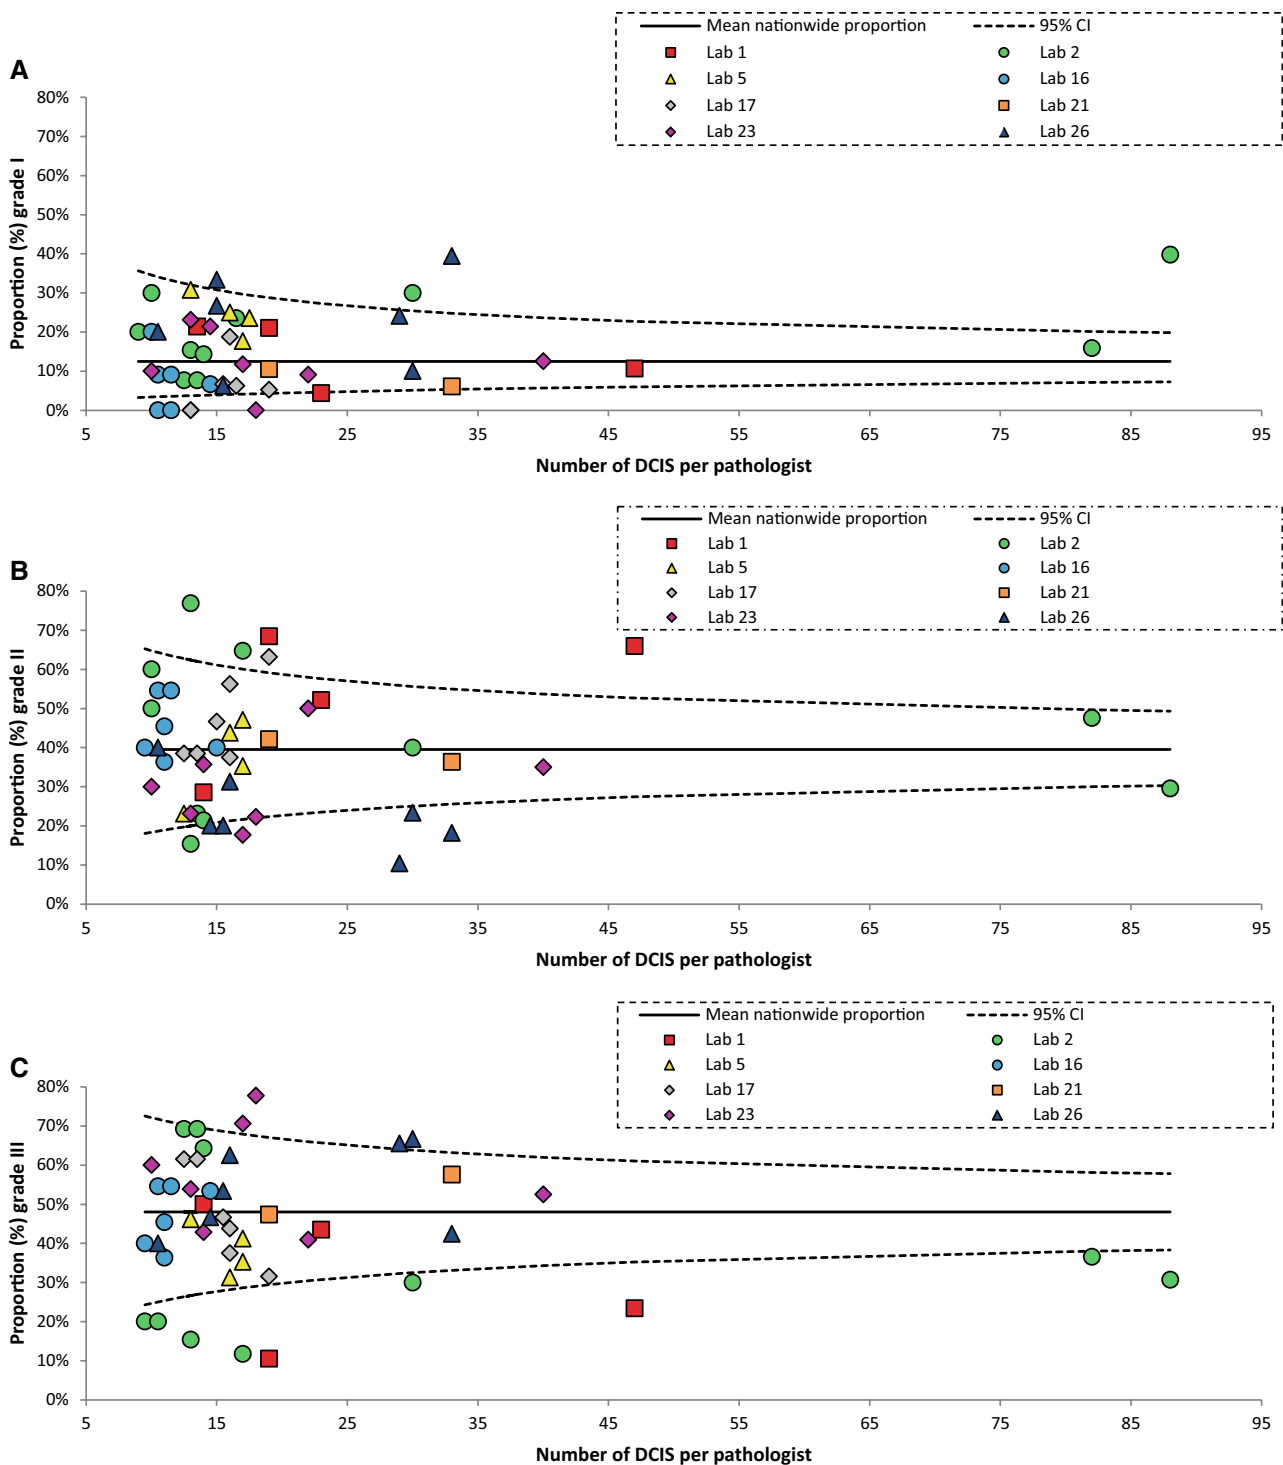 Mean nationwide proportion 95% CI
Lab 1 Lab 2
Lab 5 Lab 16
Lab 17 Lab 21
Lab 23 Lab 26
A
80%
70%
60%
50%
40%
30%
20%
10%
0%
Proportion (%) grade I
5 15 25 35 45 55 65 75 85 95
Number of DCIS per pathologist
Mean nationwide proportion 95% CI
Lab 1 Lab 2
Lab 5 Lab 16
Lab 17 Lab 21
Lab 23 Lab 26
B
80%
70%
60%
50%
40%
30%
20%
10%
0%
Proportion (%) grade II
5 15 25 35 45 55 65 75 85 95
Number of DCIS per pathologist
Mean nationwide proportion 95% CI
Lab 1 Lab 2
Lab 5 Lab 16
Lab 17 Lab 21
Lab 23 Lab 26
C
80%
70%
60%
50%
40%
30%
20%
10%
0%
Proportion (%) grade III
5 15 25 35 45 55 65 75 85 95
Number of DCIS per pathologist